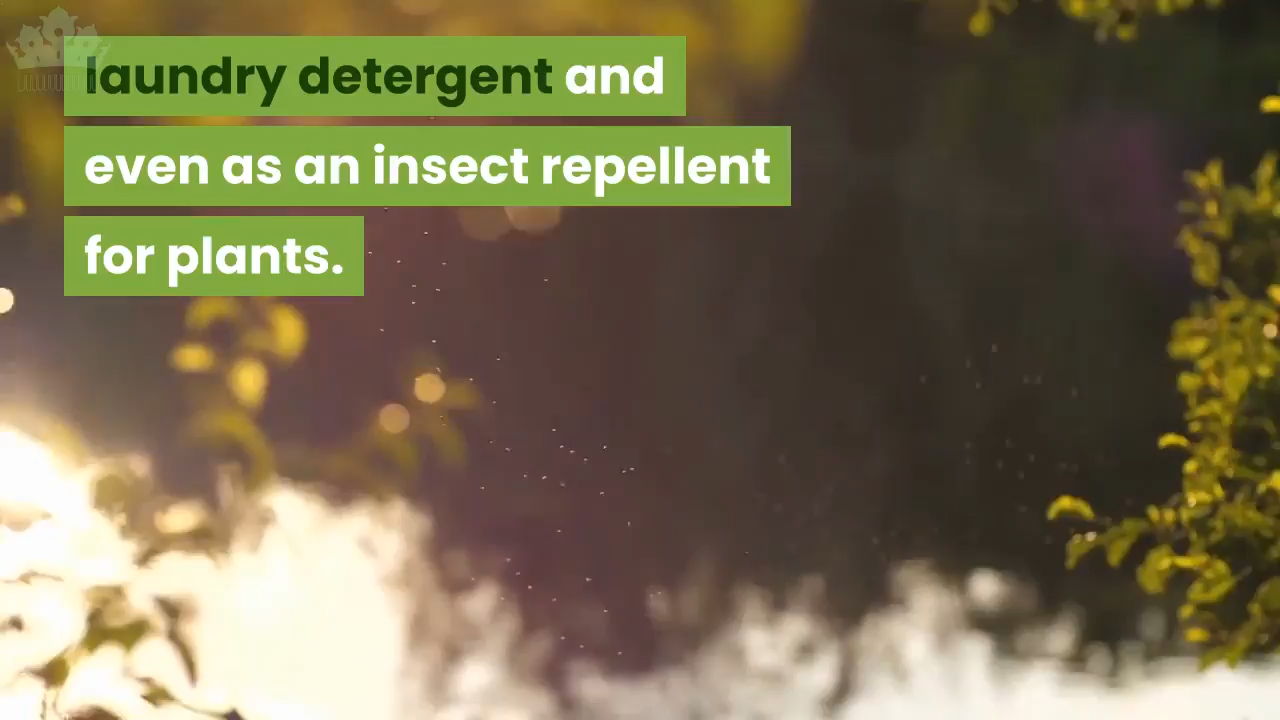 laundry detergent and
even as an insect repellent
for plants.